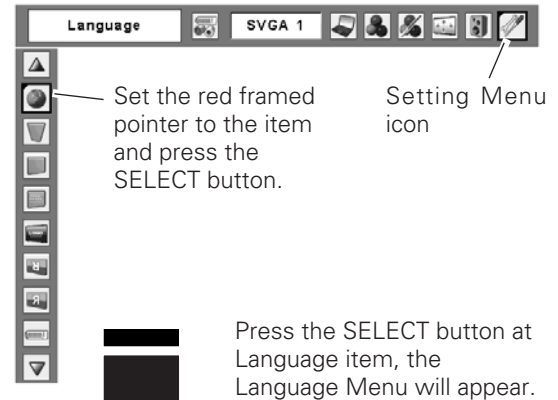 Language SVGA 1
Set the red framed
pointer to the item
and press the
SELECT button.
Setting Menu
icon
Press the SELECT button at
Language item, the
Language Menu will appear.